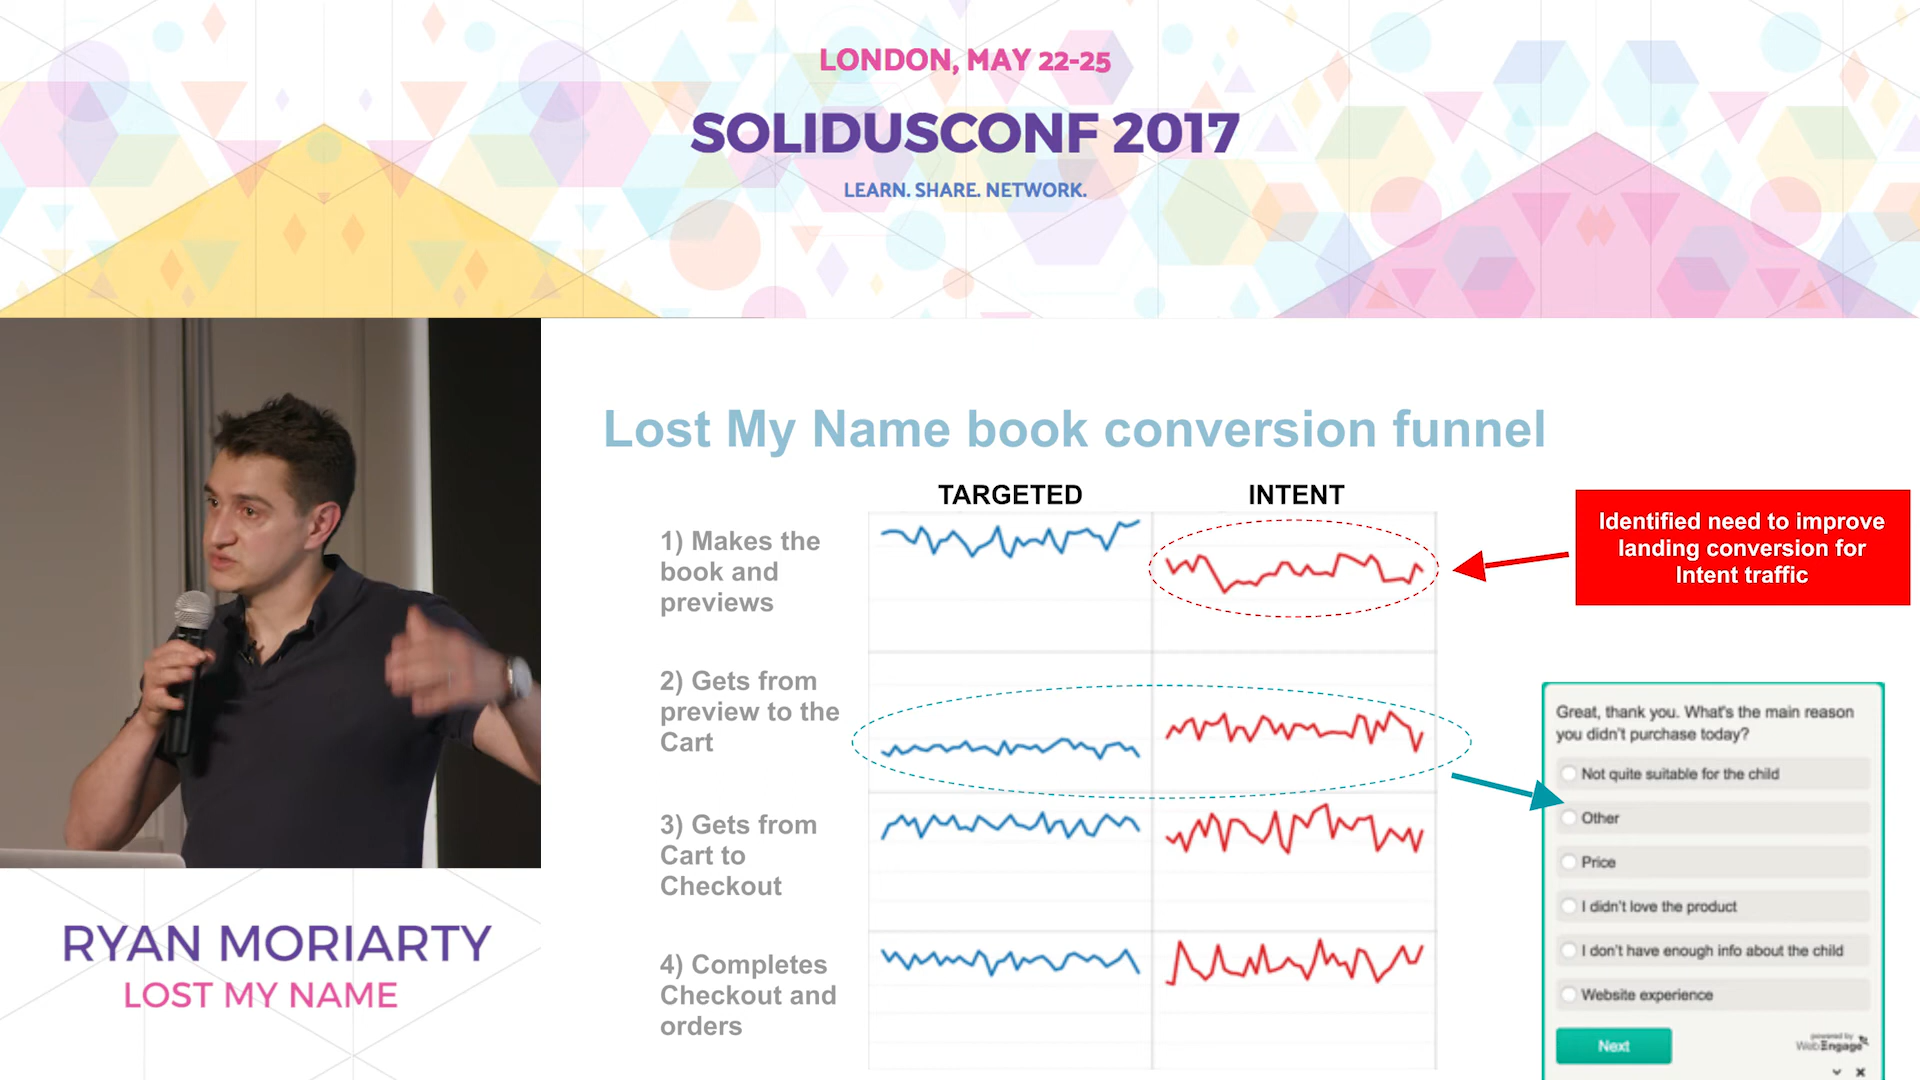 LONDON, MAY 22-25
SOLIDUSCONF 2017
LEARN. SHARE. NETWORK.
Lost My Name book conversion funnel
TARGETED
INTENT
1) Makes the
book and
previews
2) Gets from
preview to the
Cart
3) Gets from
Cart to
Checkout
4) Completes
Checkout and
orders
Identified need to improve
landing conversion for
Intent traffic
Great, thank you. What's the main reason
you didn't purchase today?
Not quite suitable for the child
Other
Price
I didn't love the product
I don't have enough info about the child
Website experience
Next
powered by
WebEngage
RYAN MORIARTY
LOST MY NAME